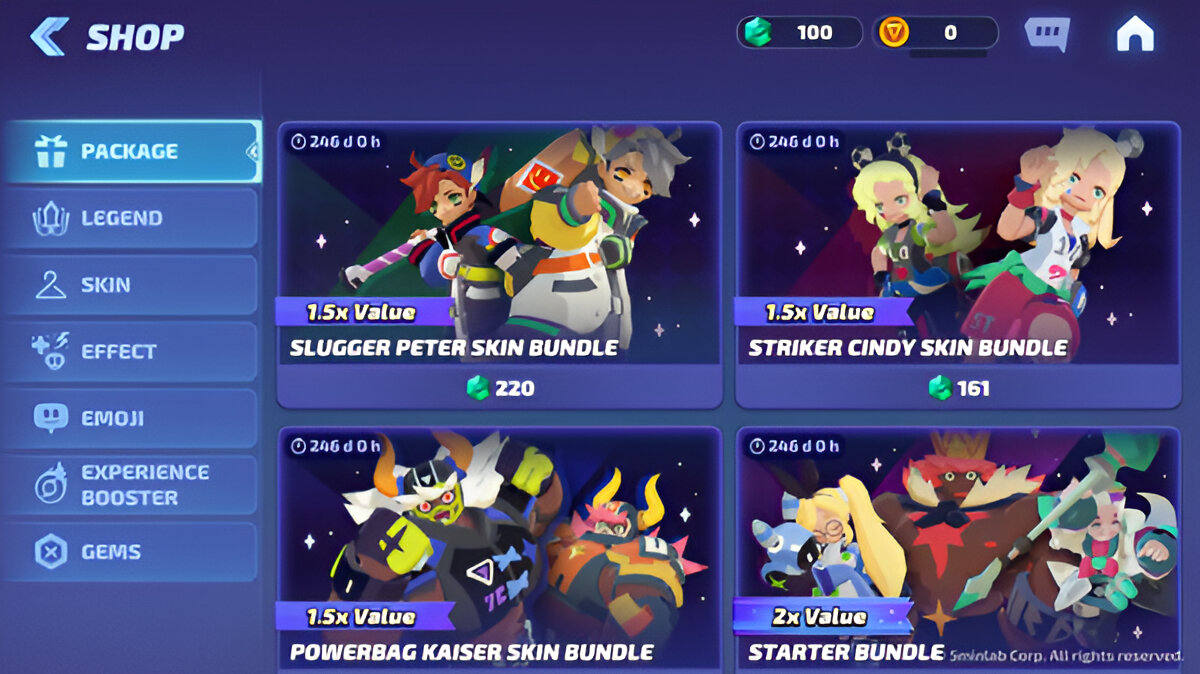 SHOP
100
0
PACKAGE
LEGEND
SKIN
EFFECT
EMOJI
EXPERIENCE
BOOSTER
GEMS
246 d 0 h
1.5x Value
SLUGGER PETER SKIN BUNDLE
220
246 d 0 h
1.5x Value
STRIKER CINDY SKIN BUNDLE
161
246 d 0 h
1.5x Value
POWERBAG KAISER SKIN BUNDLE
246 d 0 h
2x Value
STARTER BUNDLE
Corp. All rights reserved.